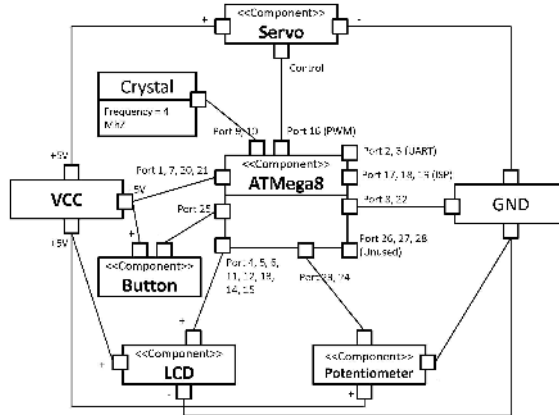 +
<<Component>>
-
Servo
Control
Crystal
Frequency = 4
MhZ
Port 9, 10
Port 16 (PWM)
Port 2, 3 (UART)
+5V
Port 1, 7, 20, 21
<<Component>>
ATMega8
Port 17, 18, 19 (ISP)
VCC
5V
Port 25
Port 8, 22
GND
+5V
+
<<Component>>
Button
Port 4, 5, 6,
11, 12, 13,
14, 15
Port 23, 24
Port 26, 27, 28
(Unused)
+
+
<<Component>>
LCD
-
<<Component>>
Potentiometer
+